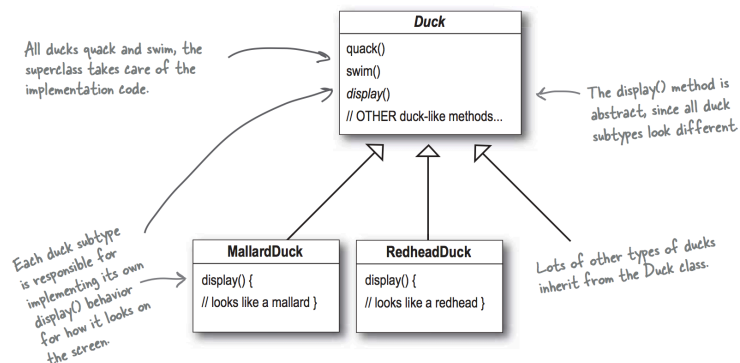 Duck
All ducks quack and swim, the
superclass takes care of the
implementation code.
quack()
swim()
display()
// OTHER duck-like methods...
The display() method is
abstract, since all duck
subtypes look different
Each duck subtype
is responsible for
implementing its own
display() behavior
for how it looks on
the screen.
MallardDuck
display() {
// looks like a mallard }
RedheadDuck
display() {
// looks like a redhead }
Lots of other types of ducks
inherit from the Duck class.